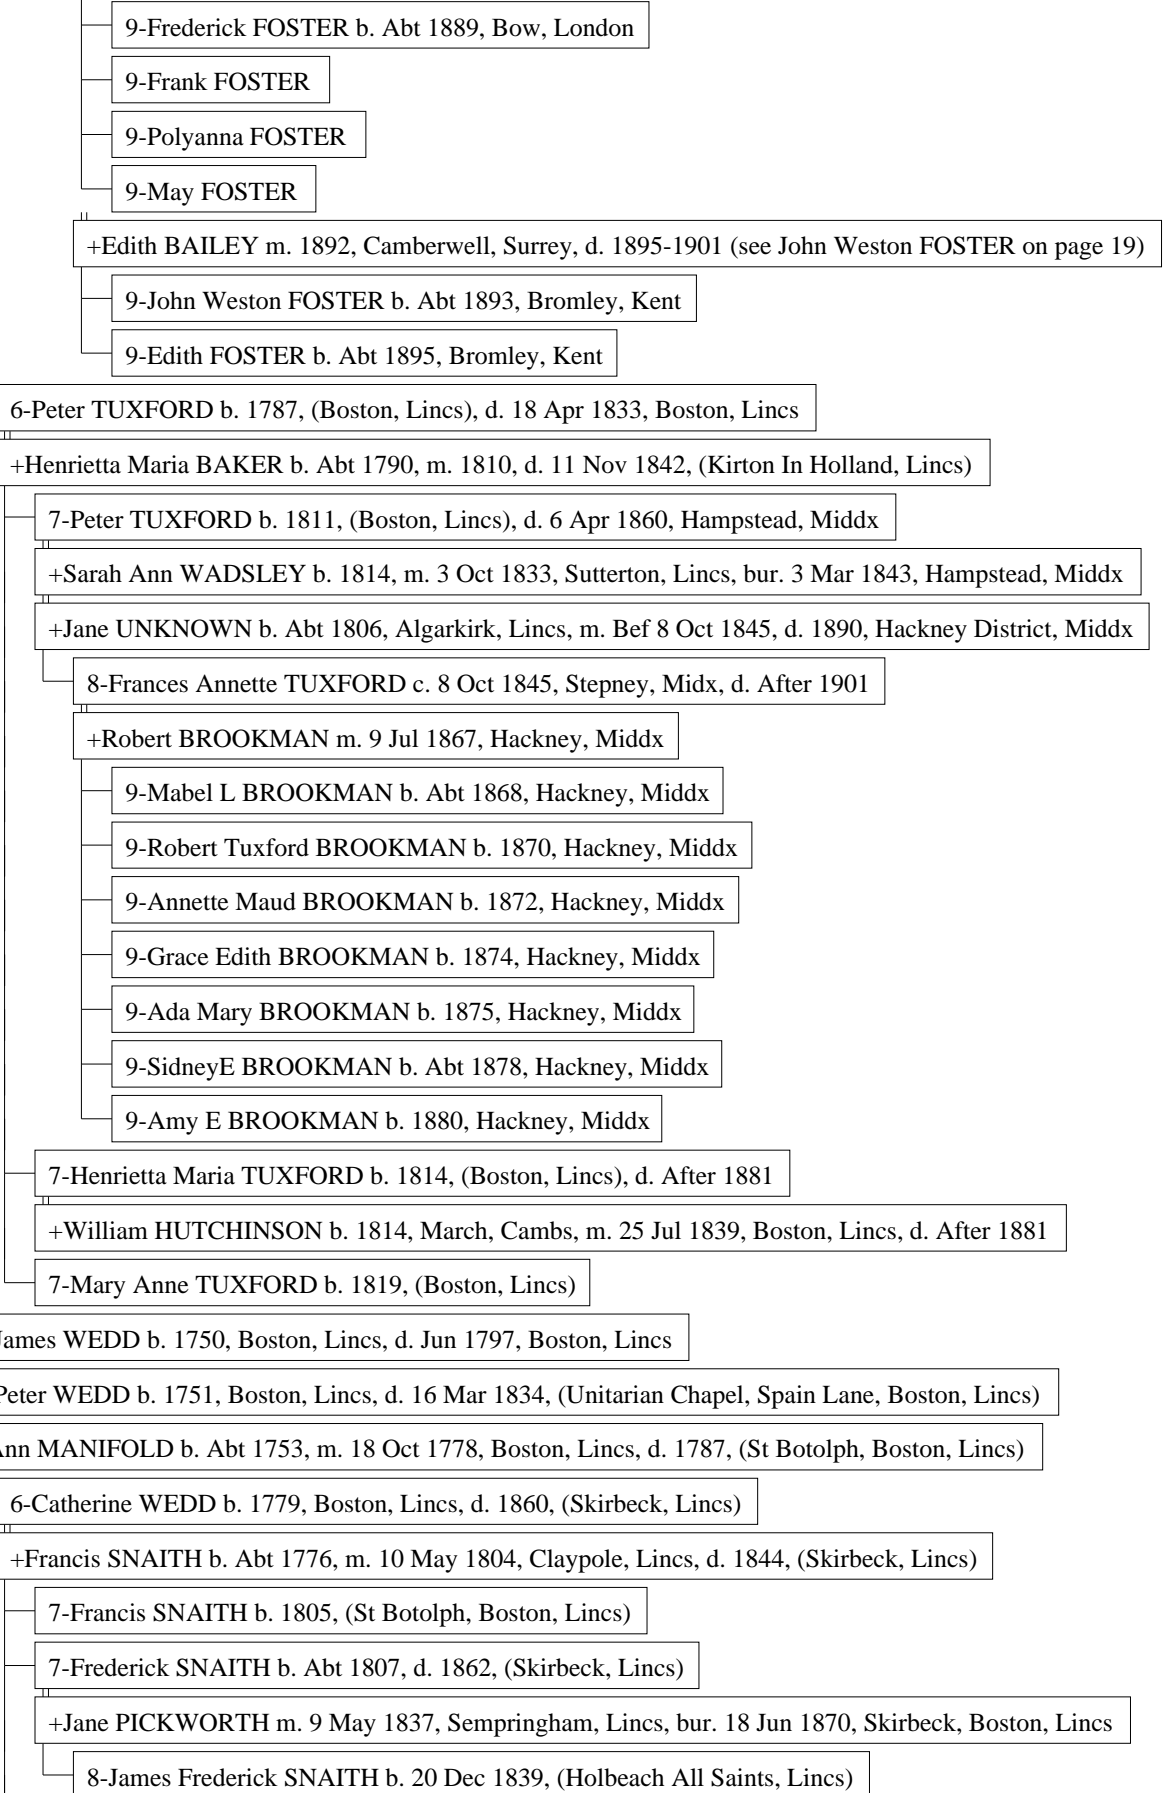 9-Frederick FOSTER b. Abt 1889, Bow, London
9-Frank FOSTER
9-Polyanna FOSTER
9-May FOSTER
+Edith BAILEY m. 1892, Camberwell, Surrey, d. 1895-1901 (see John Weston FOSTER on page 19)
9-John Weston FOSTER b. Abt 1893, Bromley, Kent
9-Edith FOSTER b. Abt 1895, Bromley, Kent
6-Peter TUXFORD b. 1787, (Boston, Lincs), d. 18 Apr 1833, Boston, Lincs
+Henrietta Maria BAKER b. Abt 1790, m. 1810, d. 11 Nov 1842, (Kirton In Holland, Lincs)
7-Peter TUXFORD b. 1811, (Boston, Lincs), d. 6 Apr 1860, Hampstead, Middx
+Sarah Ann WADSLEY b. 1814, m. 3 Oct 1833, Sutterton, Lincs, bur. 3 Mar 1843, Hampstead, Middx
+Jane UNKNOWN b. Abt 1806, Algarkirk, Lincs, m. Bef 8 Oct 1845, d. 1890, Hackney District, Middx
8-Frances Annette TUXFORD c. 8 Oct 1845, Stepney, Midx, d. After 1901
+Robert BROOKMAN m. 9 Jul 1867, Hackney, Middx
9-Mabel L BROOKMAN b. Abt 1868, Hackney, Middx
9-Robert Tuxford BROOKMAN b. 1870, Hackney, Middx
9-Annette Maud BROOKMAN b. 1872, Hackney, Middx
9-Grace Edith BROOKMAN b. 1874, Hackney, Middx
9-Ada Mary BROOKMAN b. 1875, Hackney, Middx
9-SidneyE BROOKMAN b. Abt 1878, Hackney, Middx
9-Amy E BROOKMAN b. 1880, Hackney, Middx
7-Henrietta Maria TUXFORD b. 1814, (Boston, Lincs), d. After 1881
+William HUTCHINSON b. 1814, March, Cambs, m. 25 Jul 1839, Boston, Lincs, d. After 1881
7-Mary Anne TUXFORD b. 1819, (Boston, Lincs)
James WEDD b. 1750, Boston, Lincs, d. Jun 1797, Boston, Lincs
Peter WEDD b. 1751, Boston, Lincs, d. 16 Mar 1834, (Unitarian Chapel, Spain Lane, Boston, Lincs)
Ann MANIFOLD b. Abt 1753, m. 18 Oct 1778, Boston, Lincs, d. 1787, (St Botolph, Boston, Lincs)
6-Catherine WEDD b. 1779, Boston, Lincs, d. 1860, (Skirbeck, Lincs)
+Francis SNAITH b. Abt 1776, m. 10 May 1804, Claypole, Lincs, d. 1844, (Skirbeck, Lincs)
7-Francis SNAITH b. 1805, (St Botolph, Boston, Lincs)
7-Frederick SNAITH b. Abt 1807, d. 1862, (Skirbeck, Lincs)
+Jane PICKWORTH m. 9 May 1837, Sempringham, Lincs, bur. 18 Jun 1870, Skirbeck, Boston, Lincs
8-James Frederick SNAITH b. 20 Dec 1839, (Holbeach All Saints, Lincs)